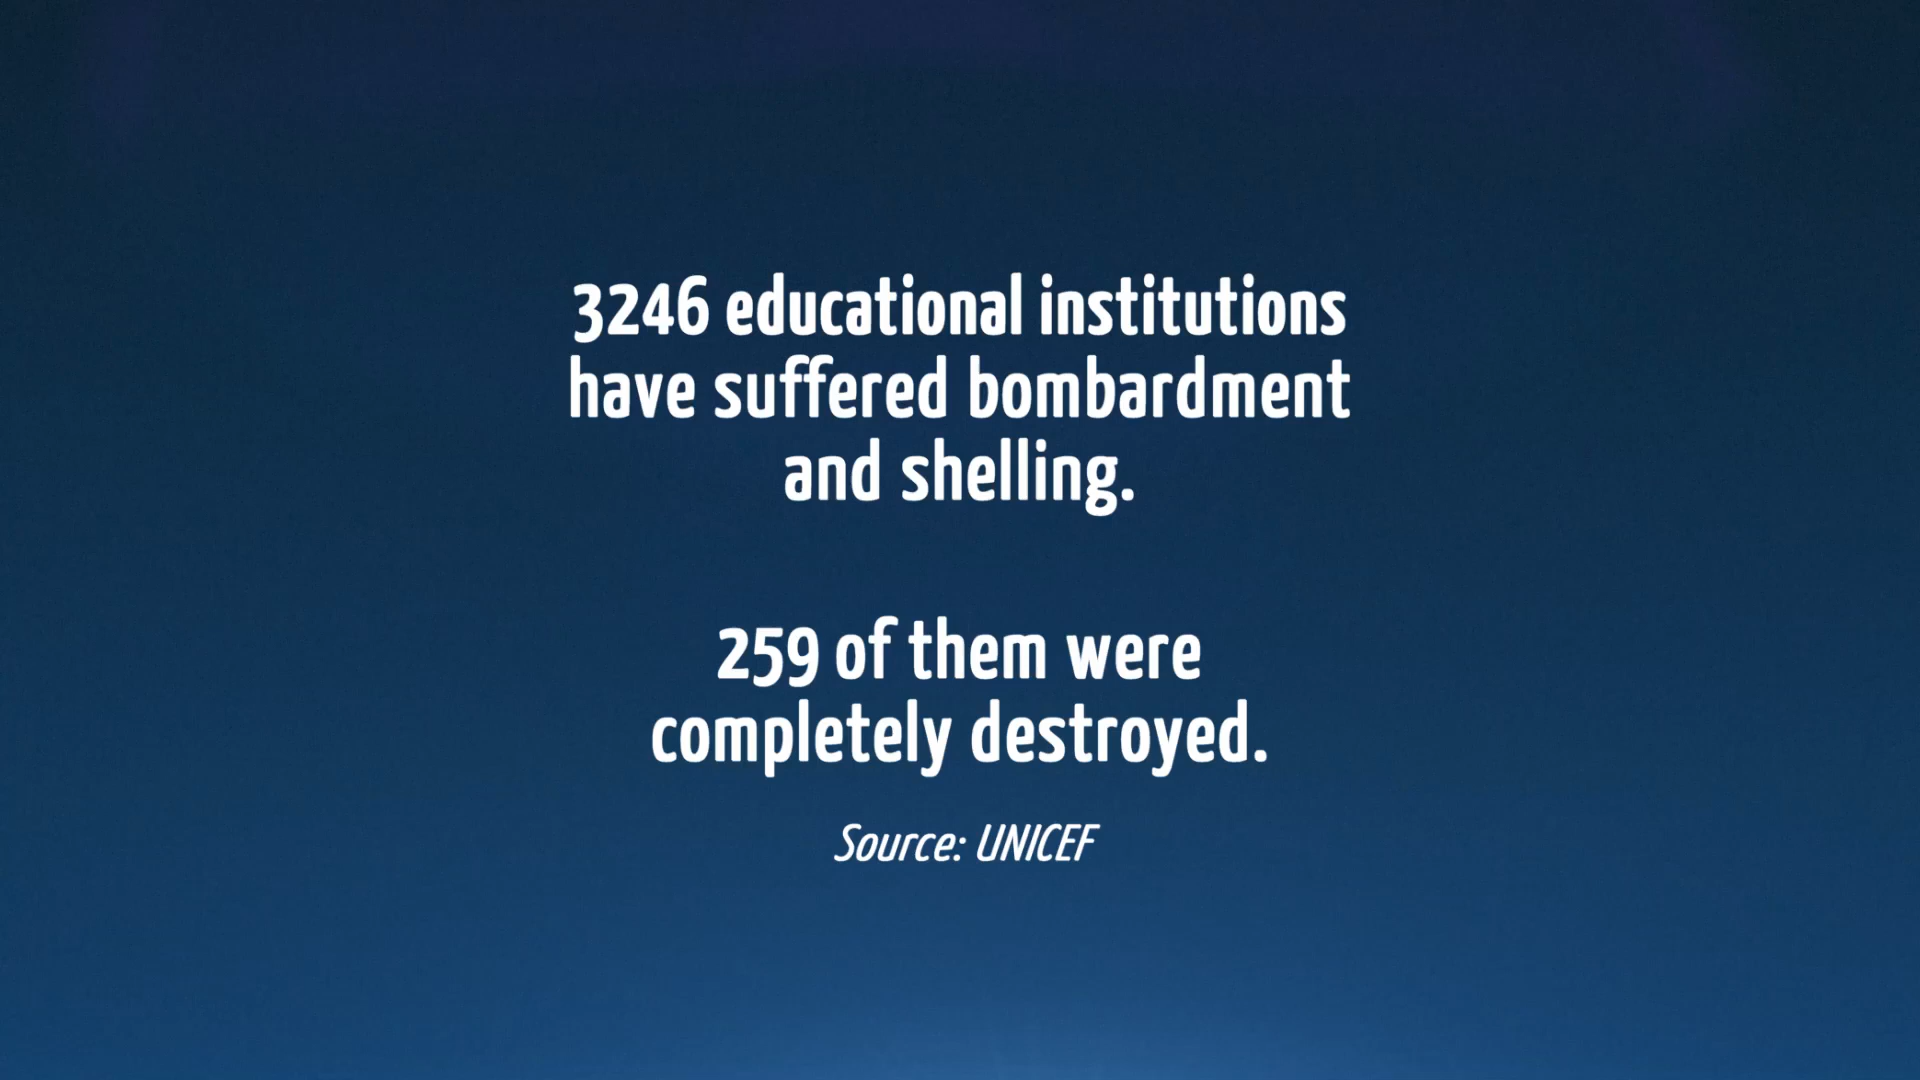 3246 educational institutions
have suffered bombardment
and shelling.
259 of them were
completely destroyed.
Source: UNICEF